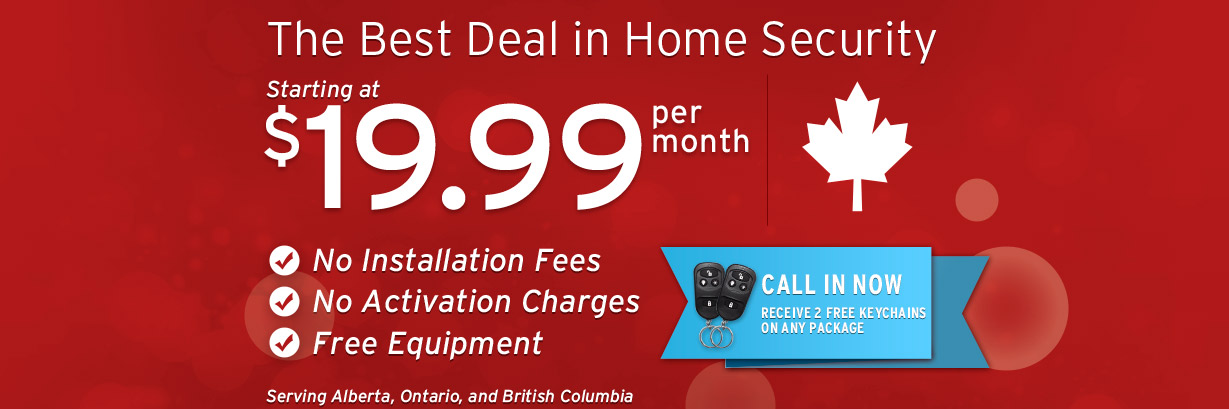 The Best Deal in Home Security
Starting at
$19.99
per
month
No Installation Fees
No Activation Charges
Free Equipment
CALL IN NOW
RECEIVE 2 FREE KEYCHAINS
ON ANY PACKAGE
Serving Alberta, Ontario, and British Columbia